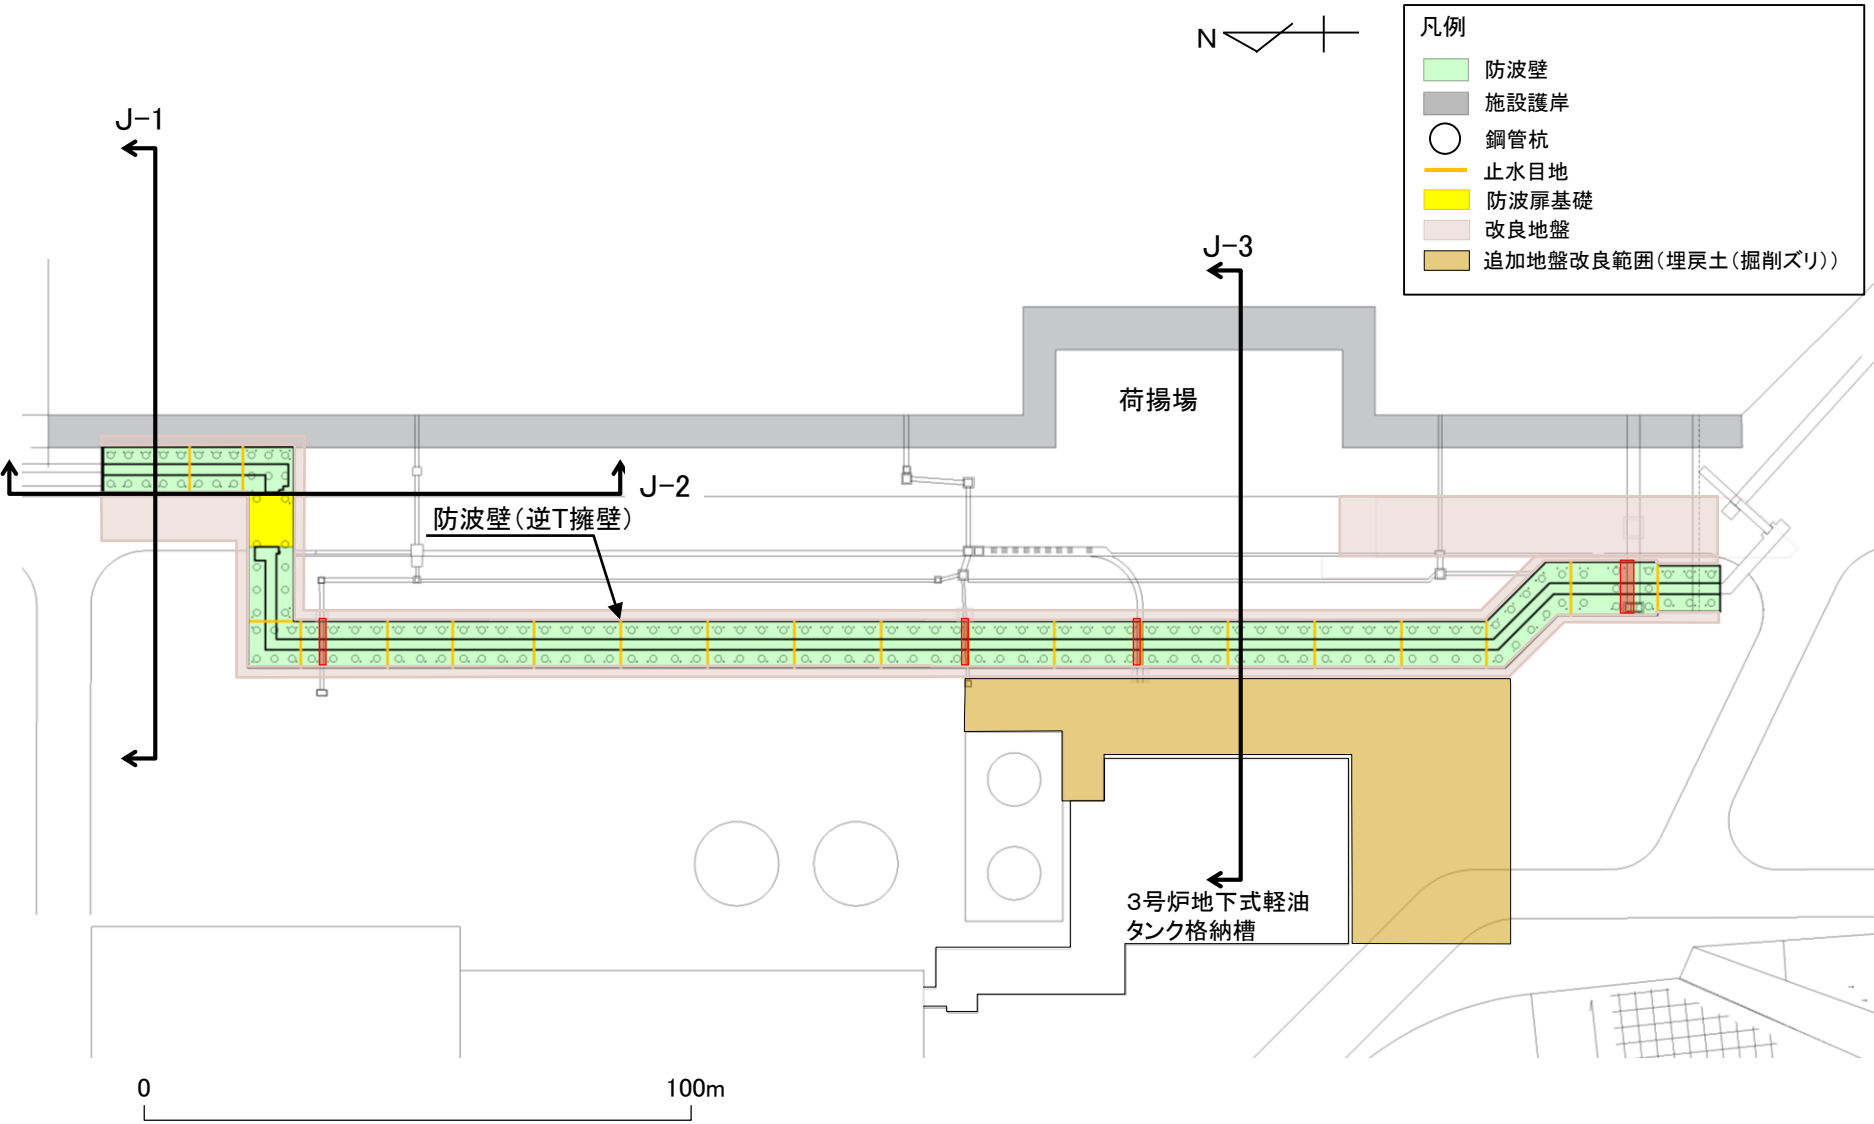 N
凡例
防波壁
施設護岸
鋼管杭
止水目地
防波扉基礎
改良地盤
追加地盤改良範囲(埋戻土(掘削ズリ))
J-1
J-3
荷揚場
J-2
防波壁(逆T擁壁)
3号炉地下式軽油
タンク格納槽
0
100m